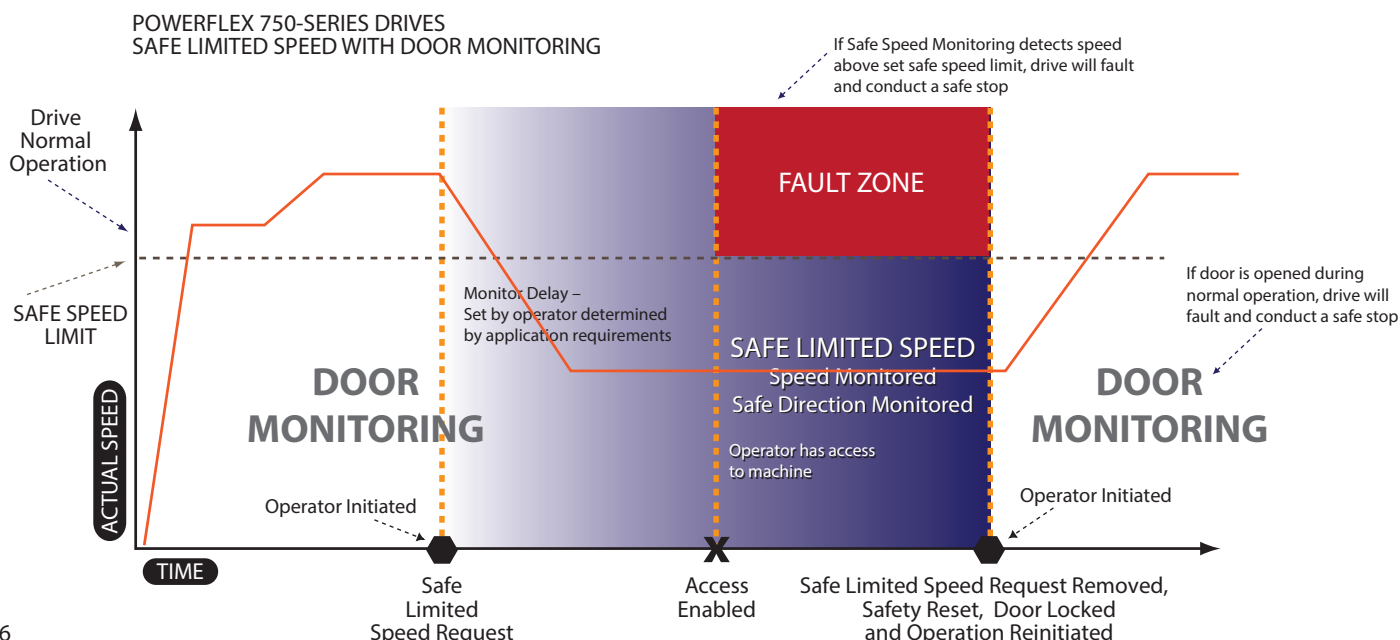 POWERFLEX 750-SERIES DRIVES
SAFE LIMITED SPEED WITH DOOR MONITORING
If Safe Speed Monitoring detects speed
above set safe speed limit, drive will fault
and conduct a safe stop
Drive
Normal
Operation
FAULT ZONE
SAFE SPEED
LIMIT
Monitor Delay –
Set by operator determined
by application requirements
If door is opened during
normal operation, drive will
fault and conduct a safe stop
SAFE LIMITED SPEED
Speed Monitored
Safe Direction Monitored
DOOR
MONITORING
DOOR
MONITORING
Operator has access
to machine
ACTUAL SPEED
Operator Initiated
Operator Initiated
TIME
Safe
Limited
Speed Request
Access
Enabled
Safe Limited Speed Request Removed,
Safety Reset, Door Locked
and Operation Reinitiated
6